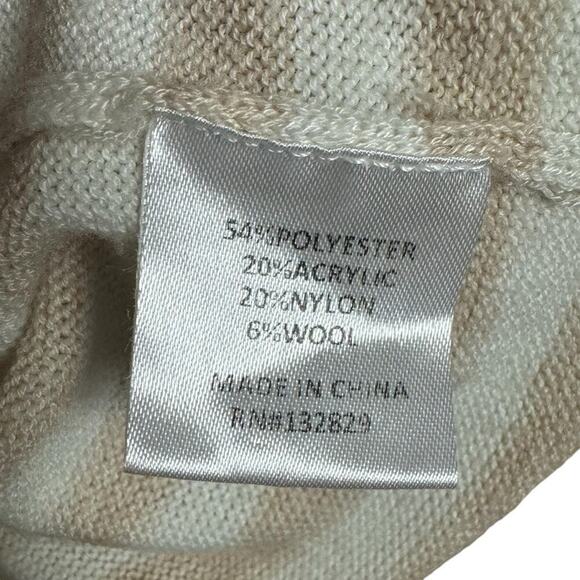 54%POLYESTER
20%ACRYLIC
20%NYLON
6%WOOL
MADE IN CHINA
RN#132829